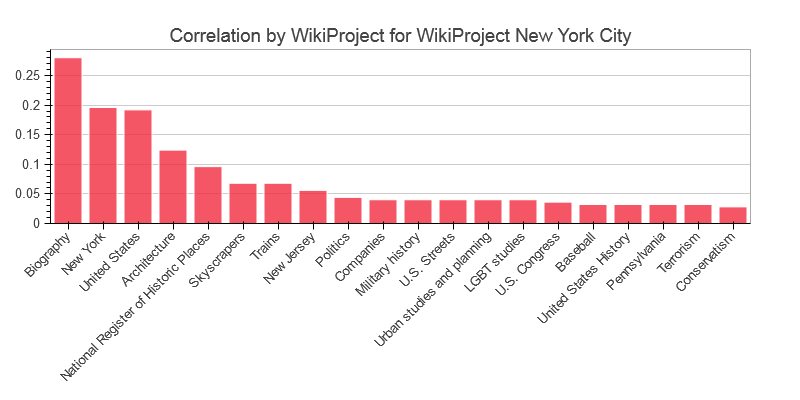 Correlation by WikiProject for WikiProject New York City
0.25
0.2
0.15
0.1
0.05
0
Biography
New York
United States
Architecture
National Register of Historic Places
Skyscrapers
Trains
New Jersey
Politics
Companies
Military history
U.S. Streets
Urban studies and planning
LGBT studies
U.S. Congress
Baseball
United States History
Pennsylvania
Terrorism
Conservatism